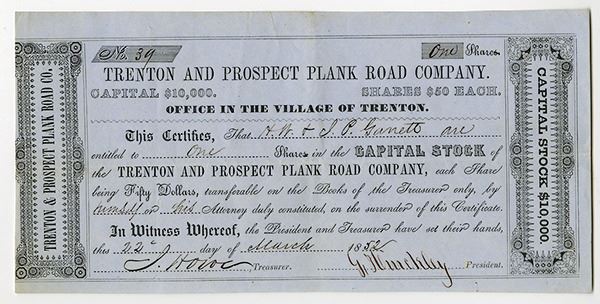 TRENTON & PROSPECT PLANK ROAD CO.
No. 39 One Shares
TRENTON AND PROSPECT PLANK ROAD COMPANY.
CAPITAL $10,000. SHARES $50 EACH.
OFFICE IN THE VILLAGE OF TRENTON.
This Certifies, That H. W. & J. P. Garrett are
entitled to One Shares in the CAPITAL STOCK of
the TRENTON AND PROSPECT PLANK ROAD COMPANY, each Share
being Fifty Dollars, transferable on the Books of the Treasurer only, by
himself or his Attorney duly constituted, on the surrender of this Certificate.
In Witness Whereof, the President and Treasurer have set their hands,
this 22d day of March 1852
Treasurer. G. Hinckley President.
CAPITAL STOCK $10,000.